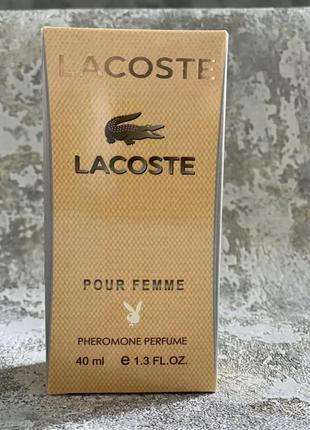 LACOSTE
LACOSTE
POUR FEMME
PHEROMONE PERFUME
40 ml e 1.3 FL.OZ.